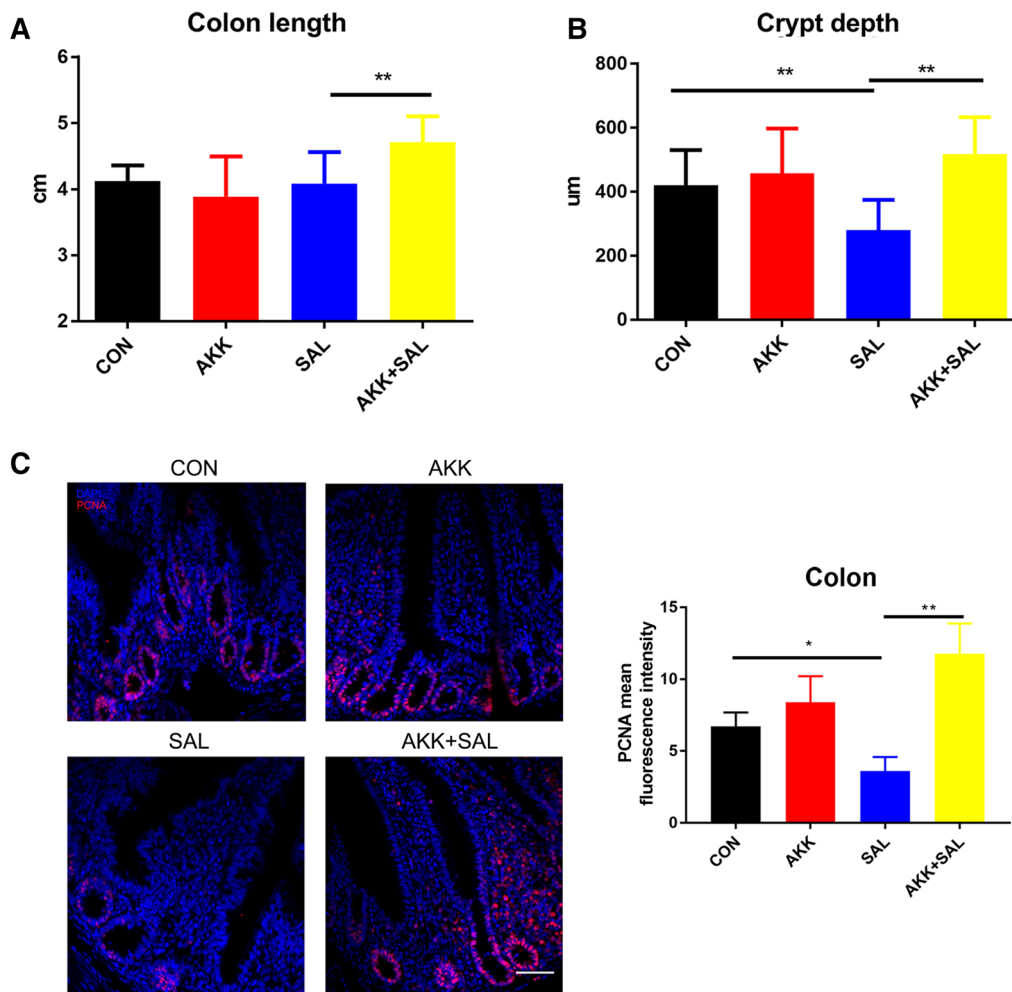 A
Colon length
cm
6
5
4
3
2
**
CON
AKK
SAL
AKK+SAL
B
Crypt depth
um
800
600
400
200
0
**
**
CON
AKK
SAL
AKK+SAL
C
CON
DAPI
PCNA
AKK
SAL
AKK+SAL
Colon
PCNA mean
fluorescence intensity
15
10
5
0
*
**
CON
AKK
SAL
AKK+SAL